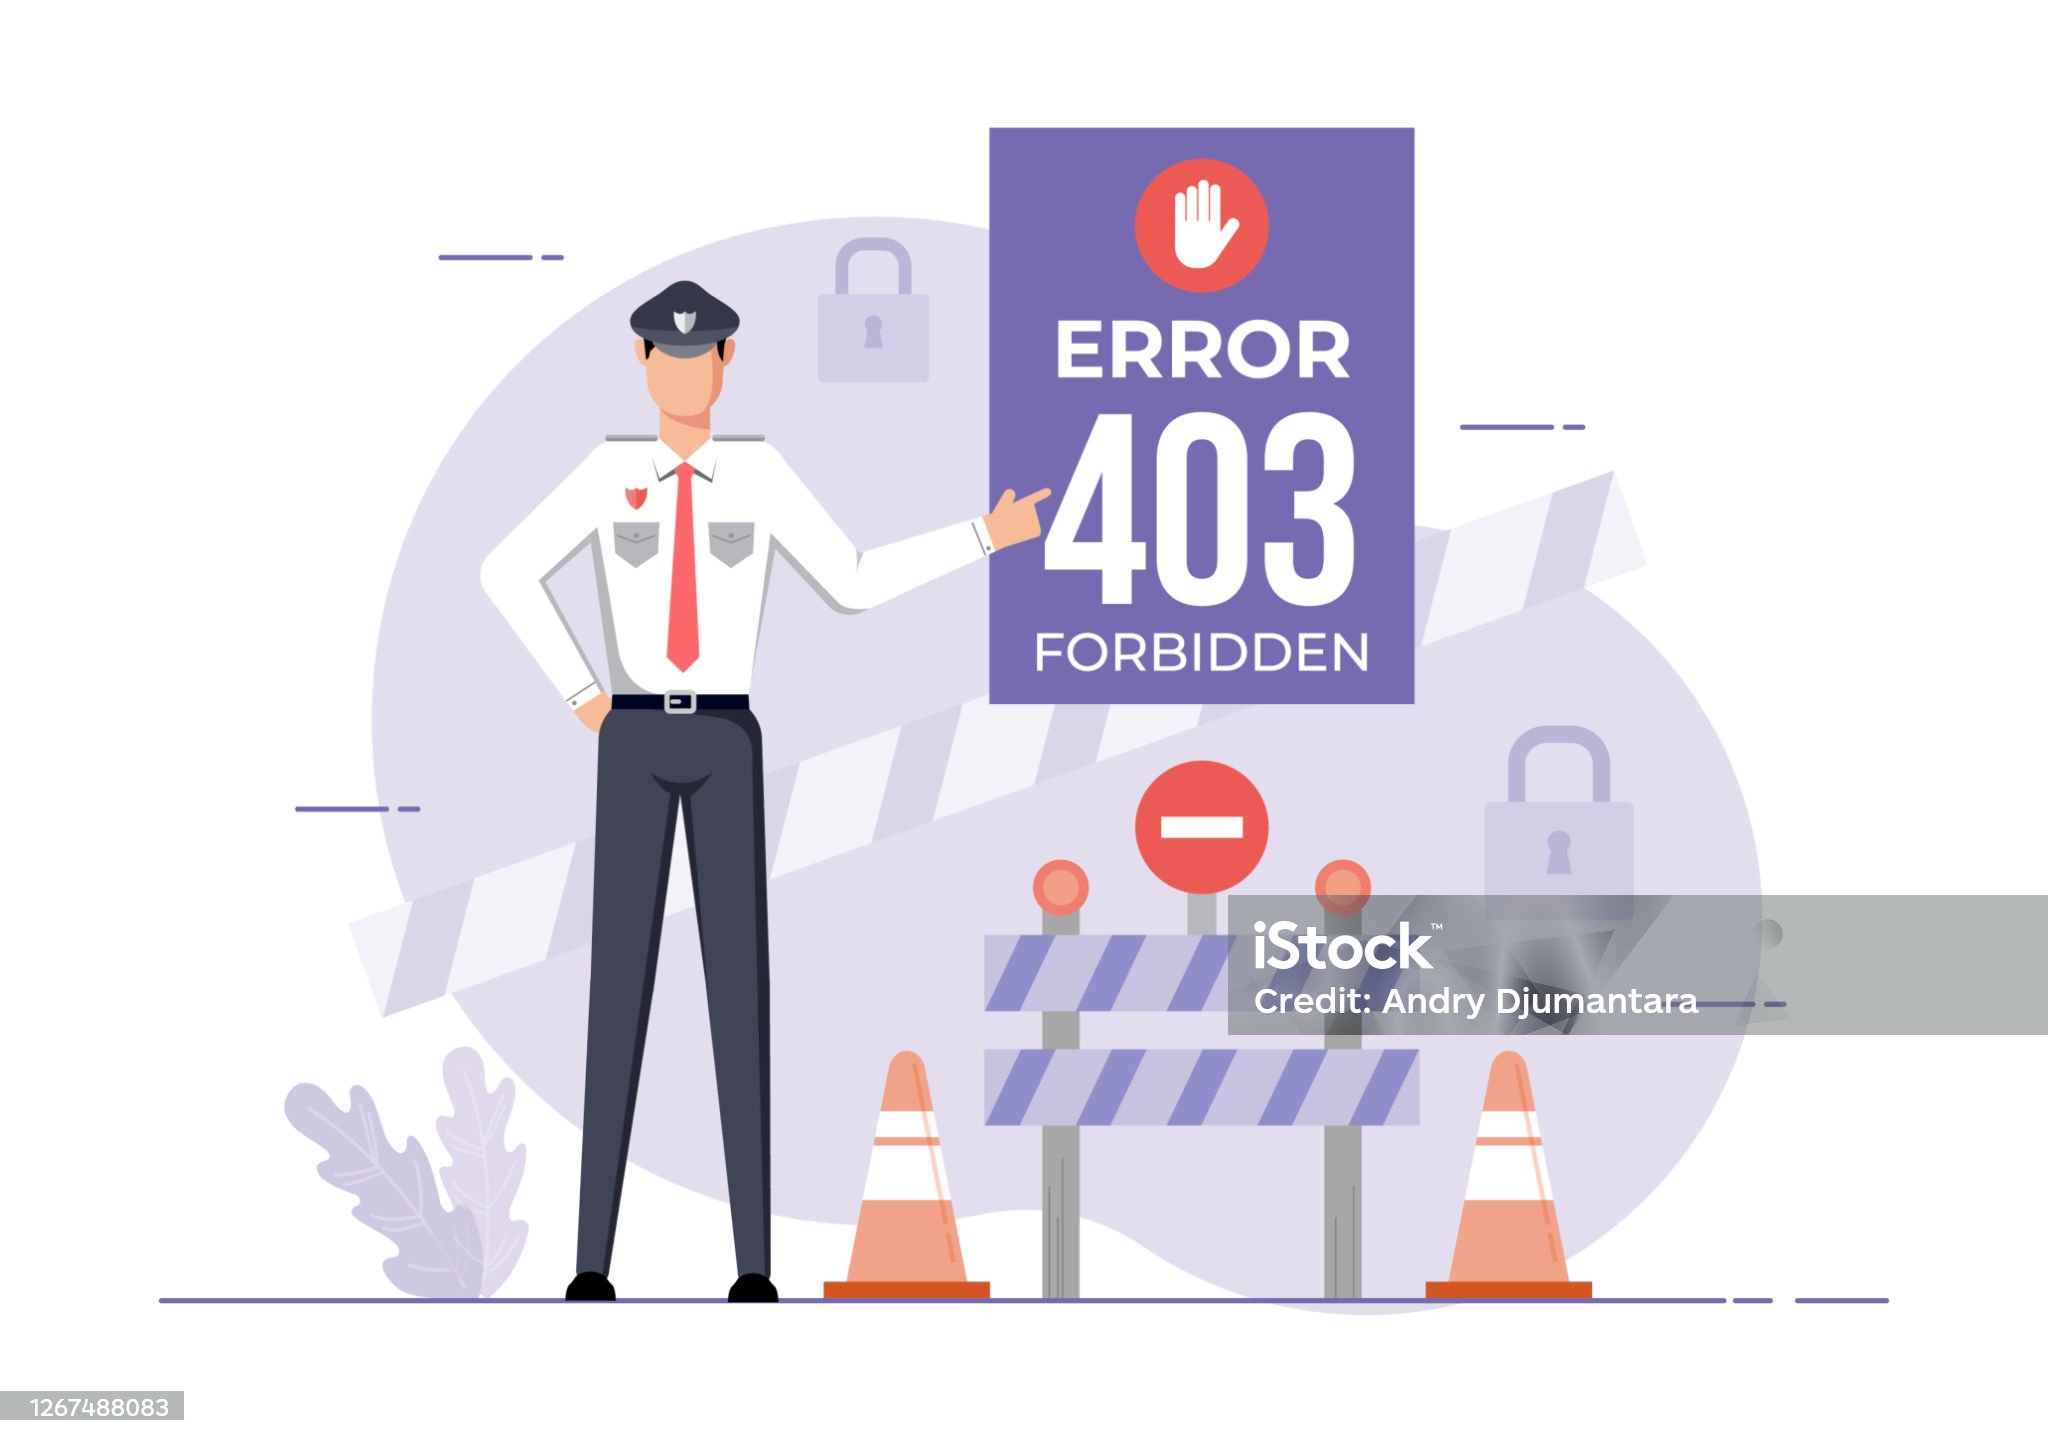 ERROR
403
FORBIDDEN
iStock™
Credit: Andry Djumantara
1267488083